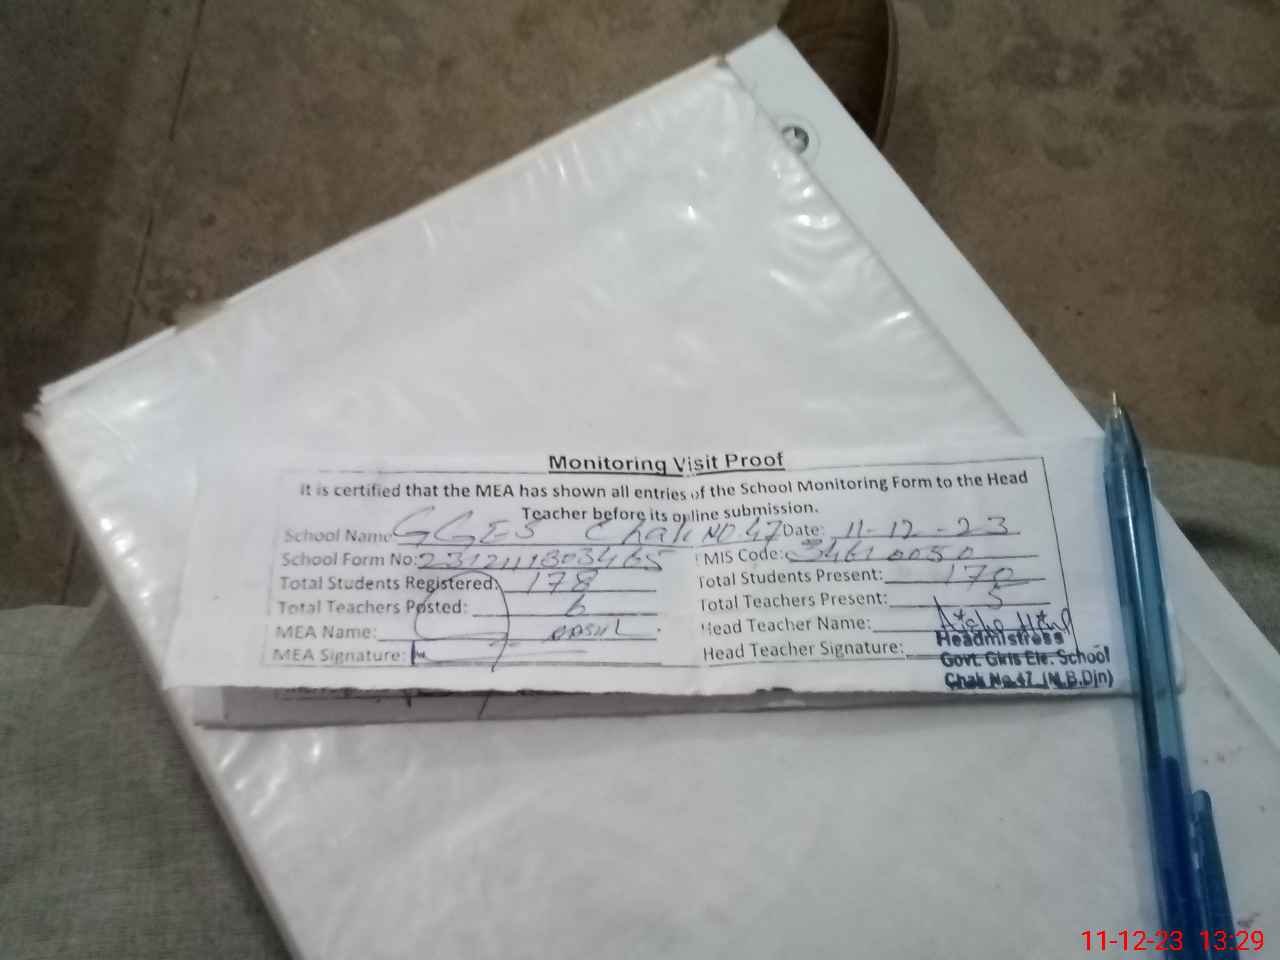 Monitoring Visit Proof
It is certified that the MEA has shown all entries of the School Monitoring Form to the Head
Teacher before its online submission.
School Name GGES Chak NO.47 Date: 11-12-23
School Form No: 2312111803465 EMIS Code: 34610050
Total Students Registered: 178 Total Students Present: 170
Total Teachers Posted: 6 Total Teachers Present: 5
MEA Name: Head Teacher Name:
MEA Signature: Head Teacher Signature:
Headmistress
Govt. Girls Ele. School
Chak No.47 (M.B.Din)
11-12-23 13:29